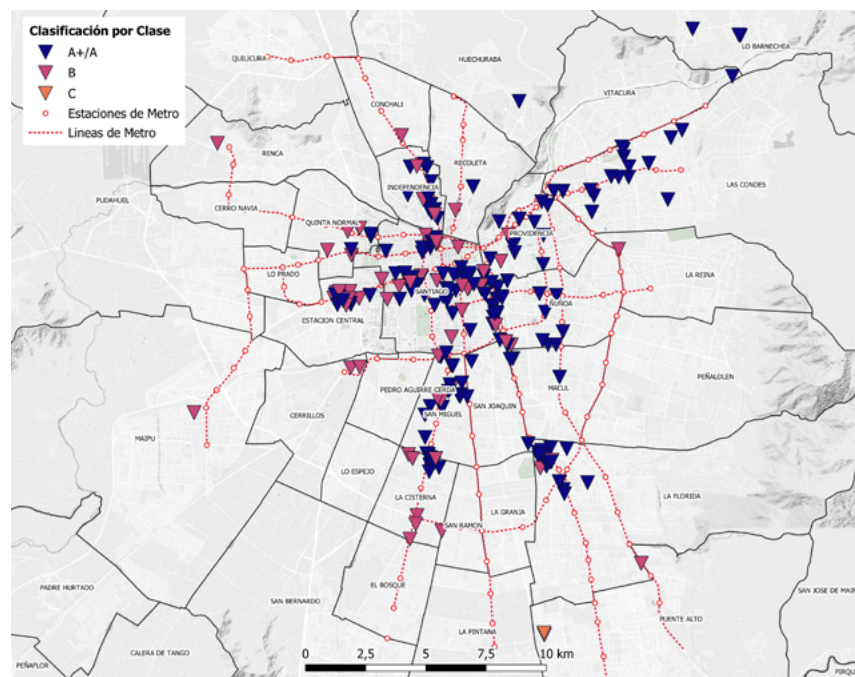 Clasificación por Clase
A+/A
B
C
Estaciones de Metro
Lineas de Metro
LO BARNECHEA
QUILICURA
HUECHURABA
VITACURA
CONCHALI
RENCA
RECOLETA
LAS CONDES
INDEPENDENCIA
PUDAHUEL
CERRO NAVIA
QUINTA NORMAL
PROVIDENCIA
LO PRADO
LA REINA
SANTIAGO
ÑUÑOA
ESTACION CENTRAL
PEÑALOLEN
PEDRO AGUIRRE CERDA
MACUL
CERRILLOS
SAN JOAQUIN
SAN MIGUEL
MAIPU
LO ESPEJO
LA CISTERNA
LA FLORIDA
LA GRANJA
SAN RAMON
EL BOSQUE
PADRE HURTADO
SAN BERNARDO
SAN JOSE DE MAIP
PUENTE ALTO
LA PINTANA
CALERA DE TANGO
PEÑAFLOR
PIRQU
0 2,5 5 7,5 10 km